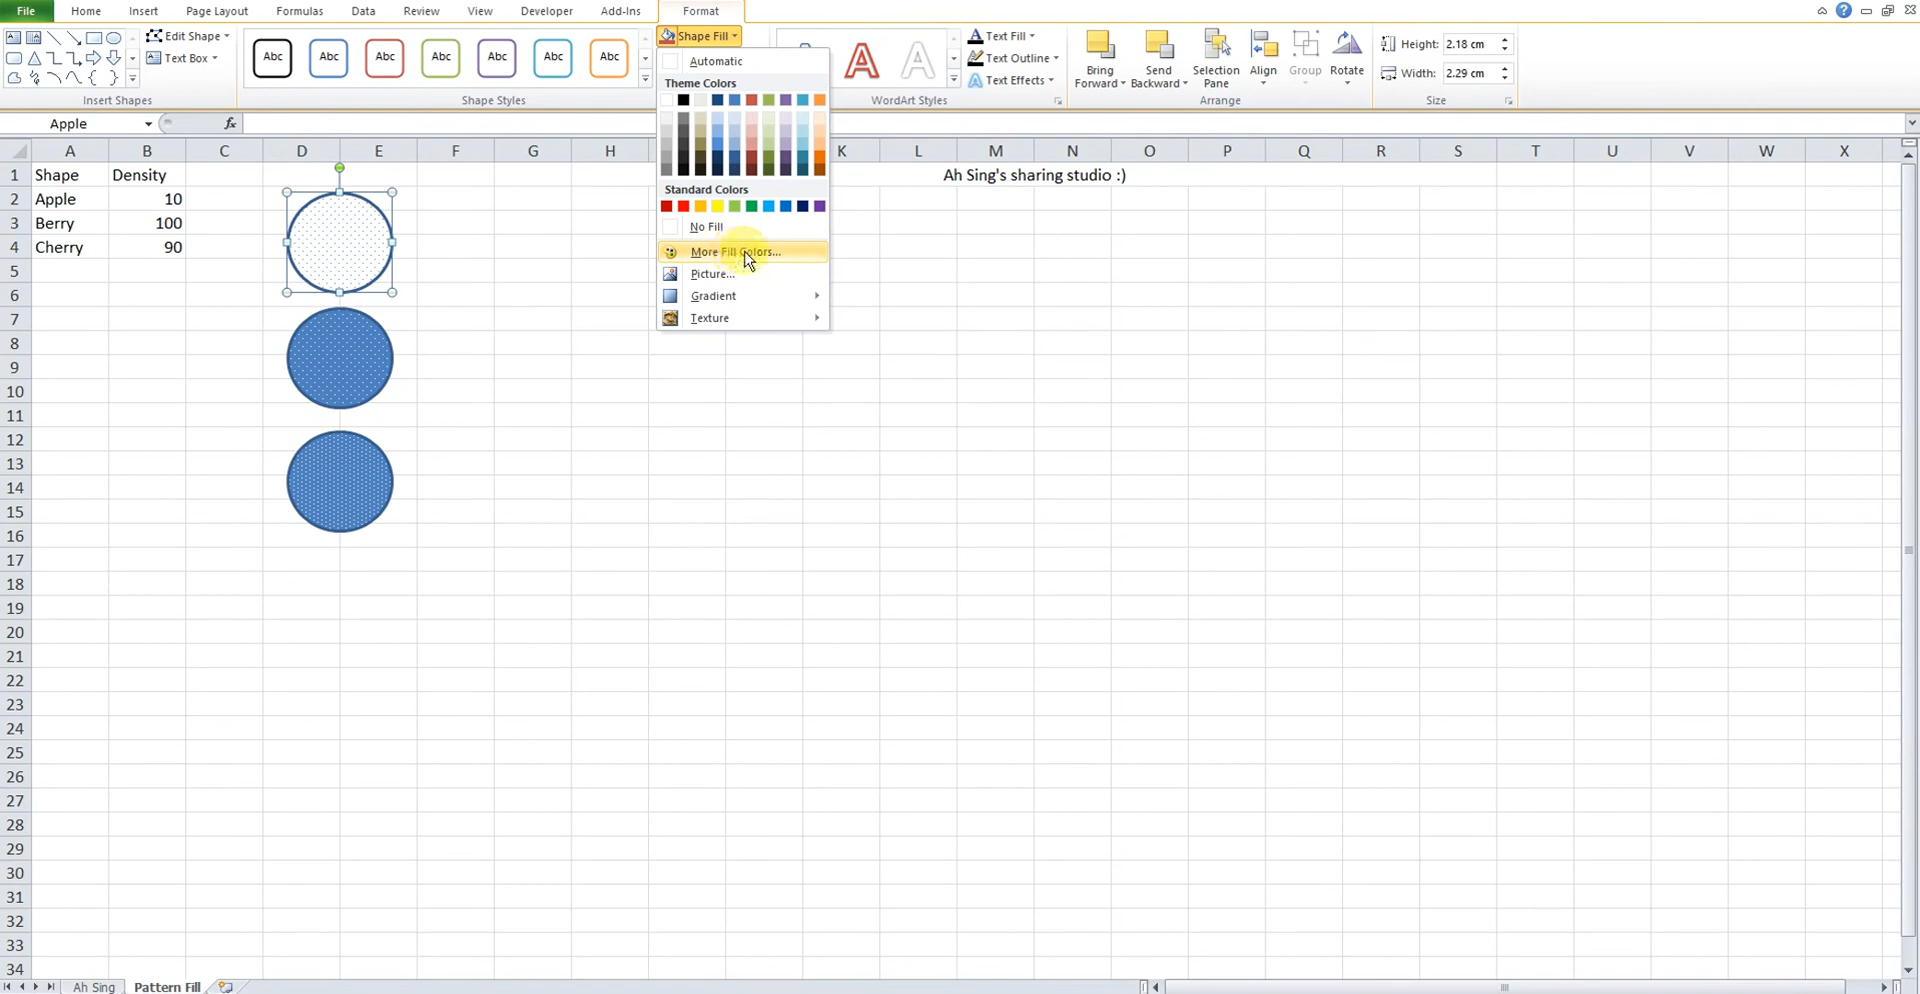 File Home Insert Page Layout Formulas Data Review View Developer Add-Ins Format
Edit Shape
Text Box
Insert Shapes
Abc Abc Abc Abc Abc Abc Abc
Shape Styles
Shape Fill
Automatic
Theme Colors
Standard Colors
No Fill
More Fill Colors...
Picture...
Gradient
Texture
A A
WordArt Styles
Text Fill
Text Outline
Text Effects
Bring Forward
Send Backward
Selection Pane
Align
Group
Rotate
Arrange
Height: 2.18 cm
Width: 2.29 cm
Size
Apple fx
A B C D E F G H K L M N O P Q R S T U V W X
1 Shape Density Ah Sing's sharing studio :)
2 Apple 10
3 Berry 100
4 Cherry 90
5
6
7
8
9
10
11
12
13
14
15
16
17
18
19
20
21
22
23
24
25
26
27
28
29
30
31
32
33
34
Ah Sing Pattern Fill